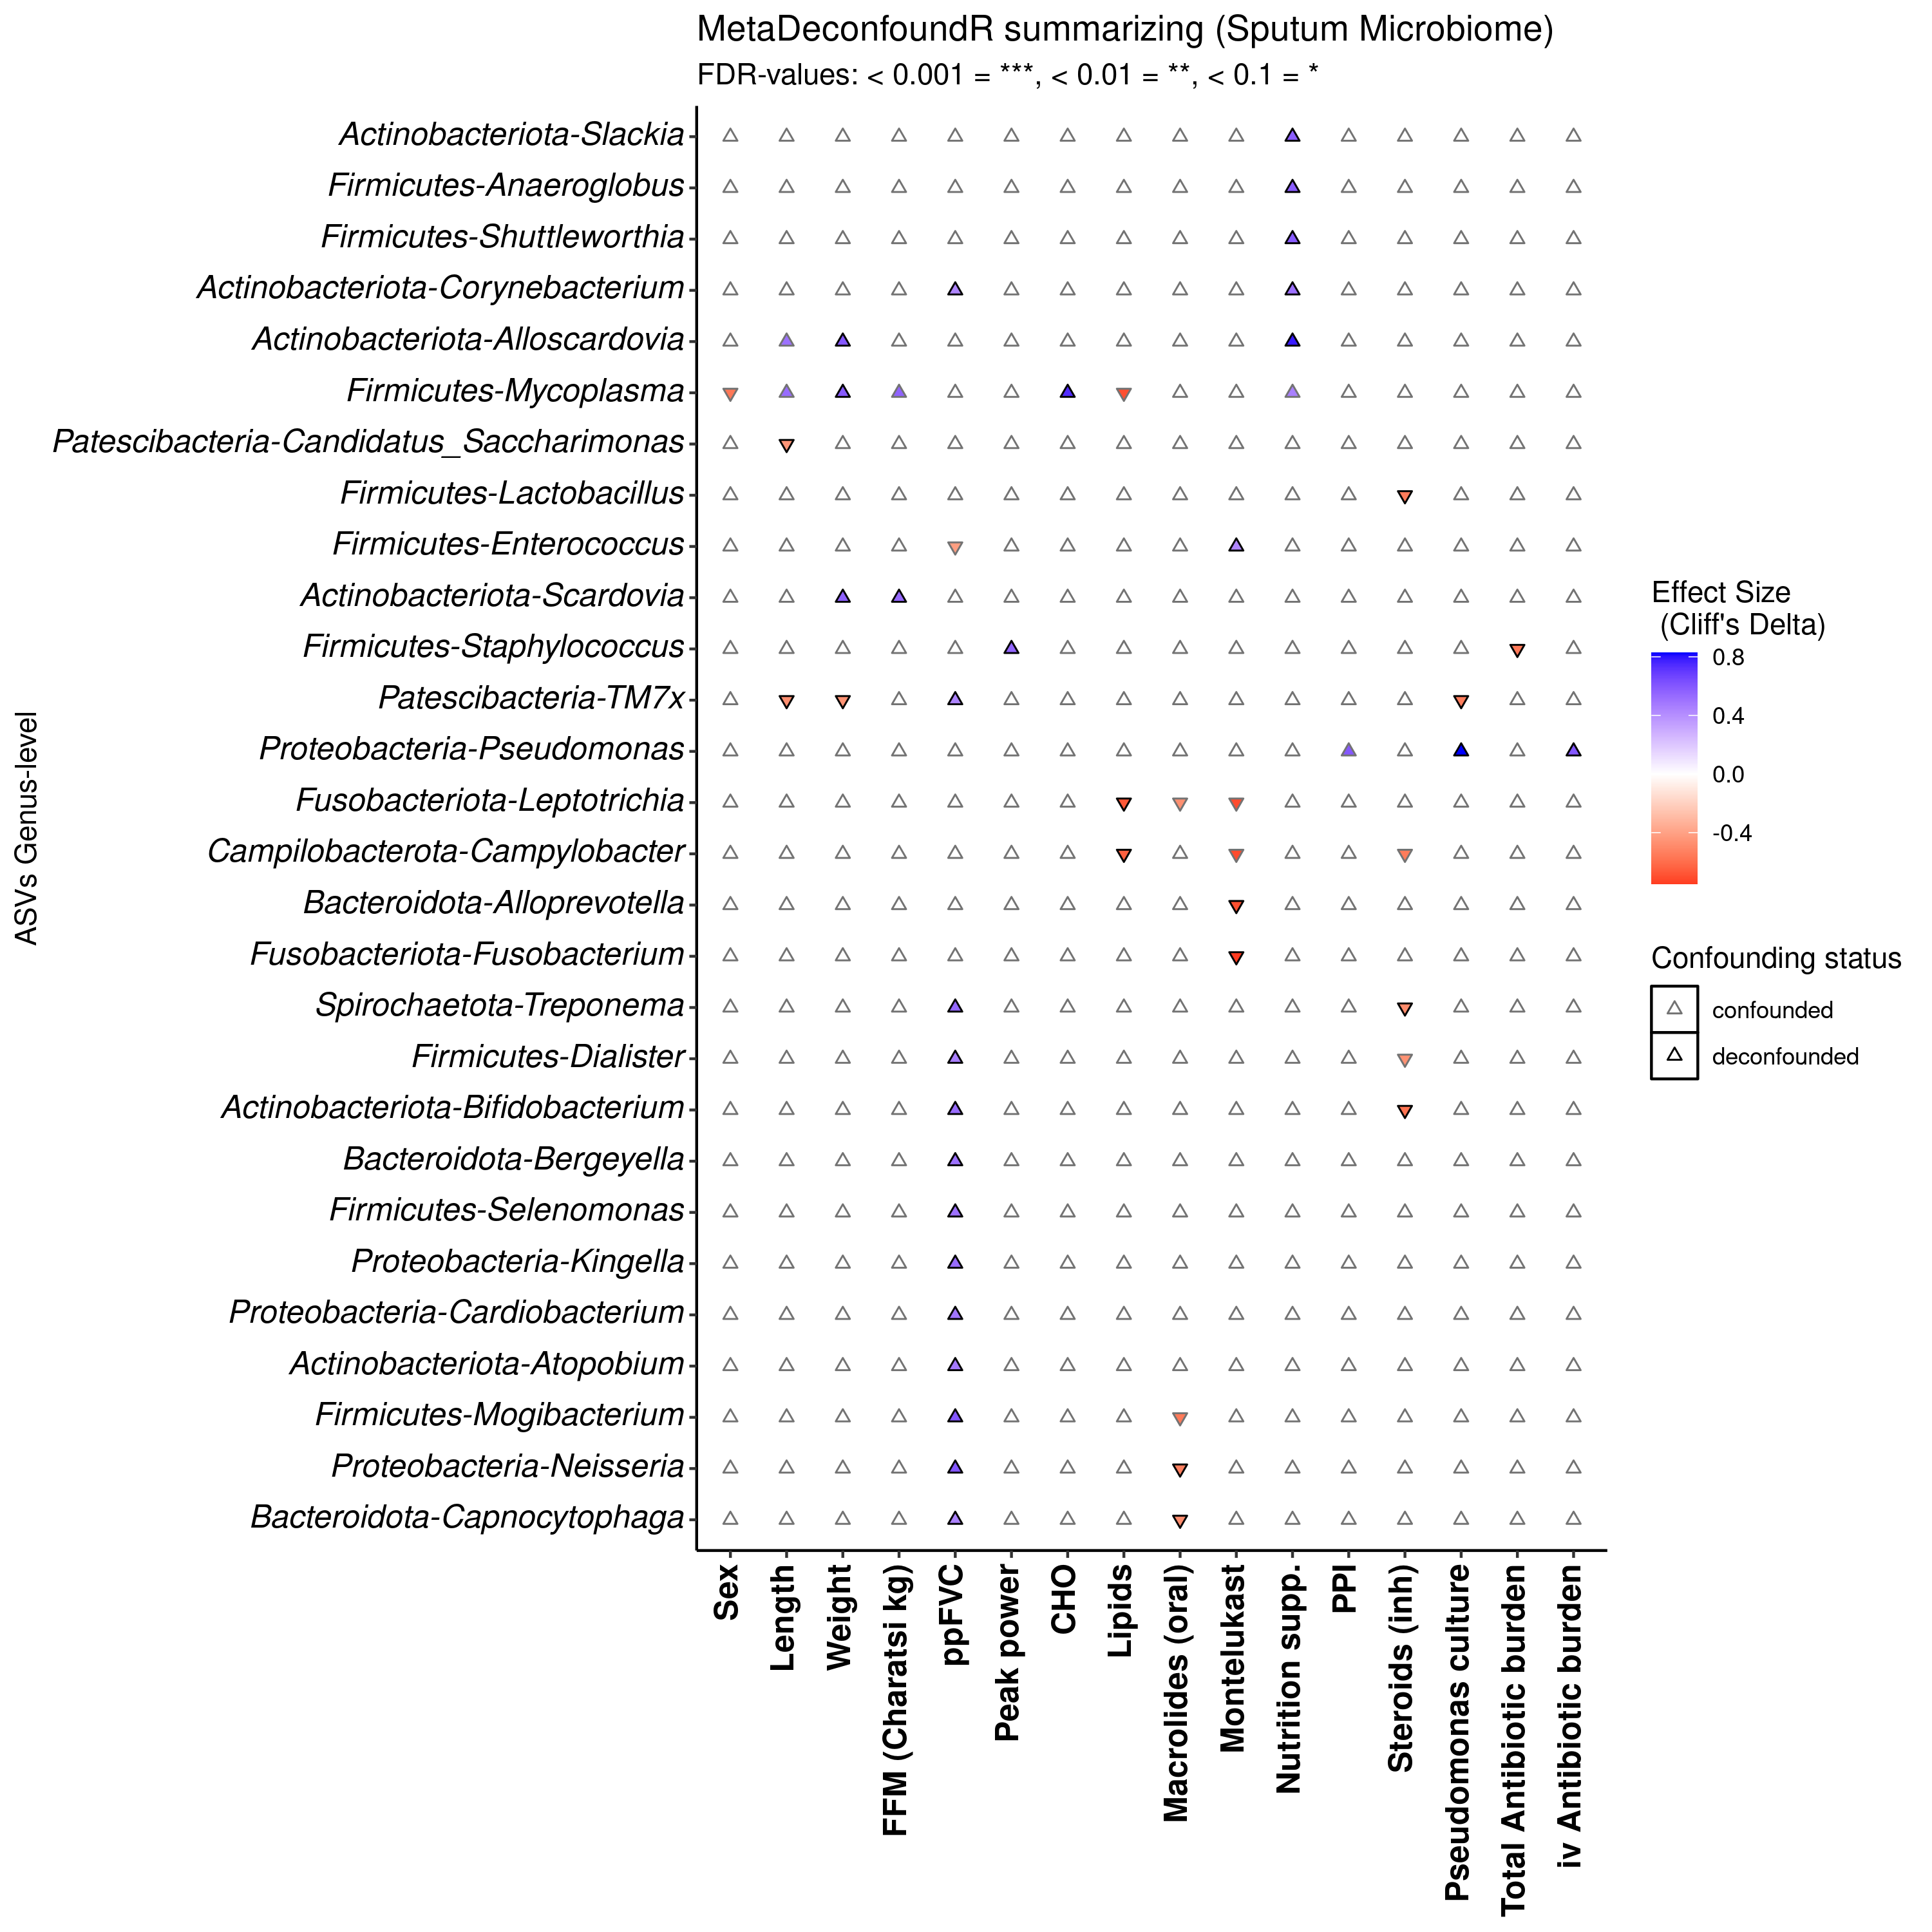 MetaDeconfoundR summarizing (Sputum Microbiome)
FDR-values: < 0.001 = ***, < 0.01 = **, < 0.1 = *
ASVs Genus-level
Actinobacteriota-Slackia
Firmicutes-Anaeroglobus
Firmicutes-Shuttleworthia
Actinobacteriota-Corynebacterium
Actinobacteriota-Alloscardovia
Firmicutes-Mycoplasma
Patescibacteria-Candidatus_Saccharimonas
Firmicutes-Lactobacillus
Firmicutes-Enterococcus
Actinobacteriota-Scardovia
Firmicutes-Staphylococcus
Patescibacteria-TM7x
Proteobacteria-Pseudomonas
Fusobacteriota-Leptotrichia
Campilobacterota-Campylobacter
Bacteroidota-Alloprevotella
Fusobacteriota-Fusobacterium
Spirochaetota-Treponema
Firmicutes-Dialister
Actinobacteriota-Bifidobacterium
Bacteroidota-Bergeyella
Firmicutes-Selenomonas
Proteobacteria-Kingella
Proteobacteria-Cardiobacterium
Actinobacteriota-Atopobium
Firmicutes-Mogibacterium
Proteobacteria-Neisseria
Bacteroidota-Capnocytophaga
Sex
Length
Weight
FFM (Charatsi kg)
ppFVC
Peak power
CHO
Lipids
Macrolides (oral)
Montelukast
Nutrition supp.
PPI
Steroids (inh)
Pseudomonas culture
Total Antibiotic burden
iv Antibiotic burden
Effect Size
(Cliff's Delta)
0.8
0.4
0.0
-0.4
Confounding status
confounded
deconfounded